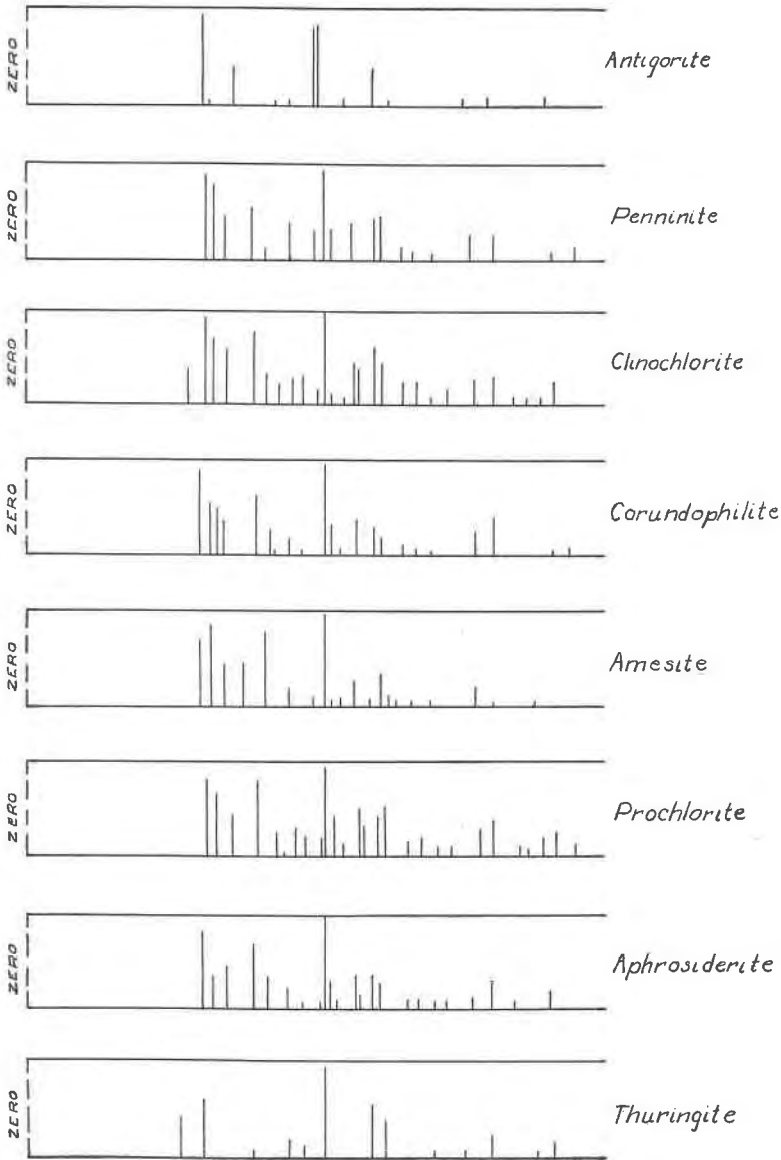 ZERO Antigorite
ZERO Penninite
ZERO Clinochlorite
ZERO Corundophilite
ZERO Amesite
ZERO Prochlorite
ZERO Aphrosiderite
ZERO Thuringite